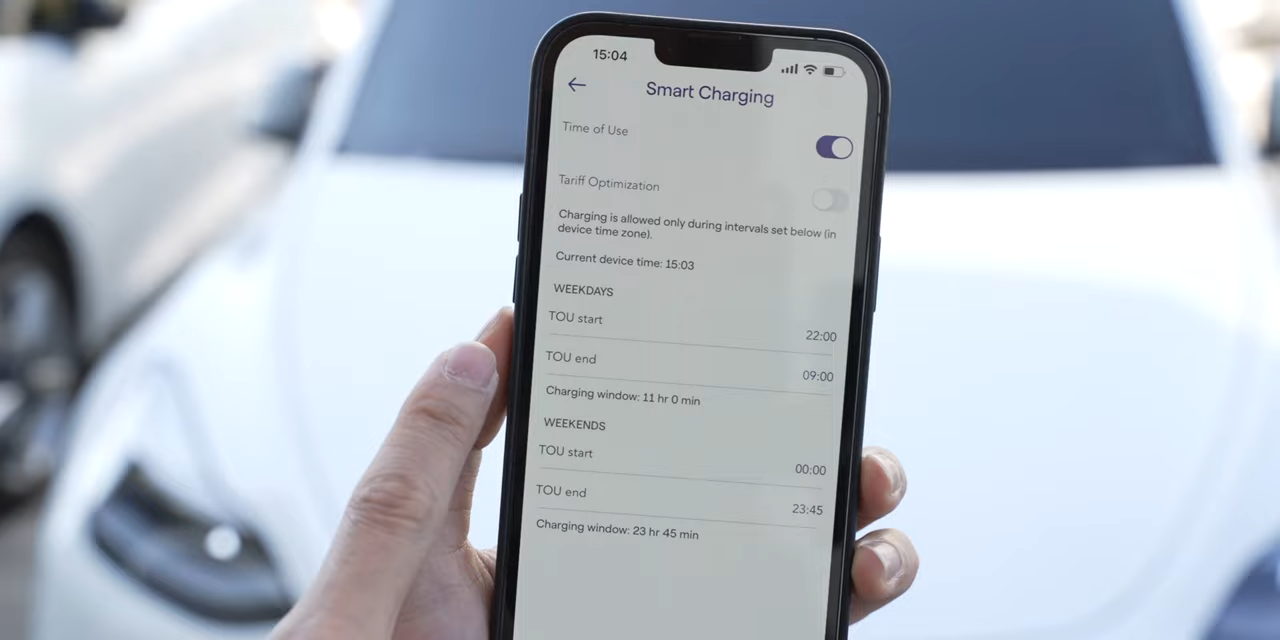 15:04
Smart Charging
Time of Use
Tariff Optimization
Charging is allowed only during intervals set below (in
device time zone).
Current device time: 15:03
WEEKDAYS
TOU start
22:00
TOU end
09:00
Charging window: 11 hr 0 min
WEEKENDS
TOU start
00:00
TOU end
23:45
Charging window: 23 hr 45 min